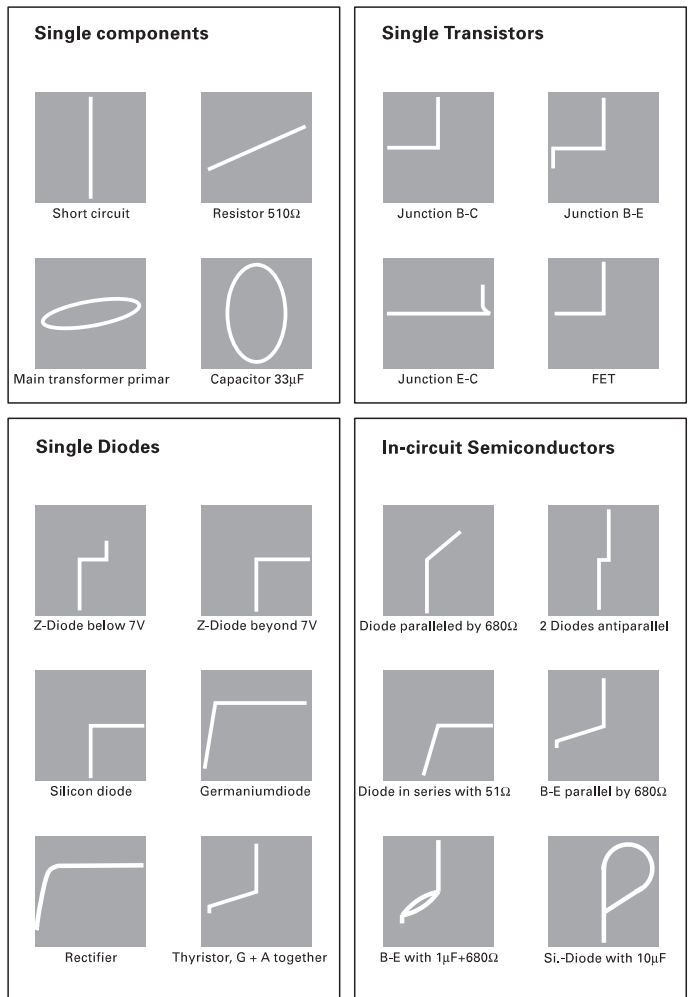 Single components
Short circuit
Resistor 510Ω
Main transformer primar
Capacitor 33μF
Single Transistors
Junction B-C
Junction B-E
Junction E-C
FET
Single Diodes
Z-Diode below 7V
Z-Diode beyond 7V
Silicon diode
Germaniumdiode
Rectifier
Thyristor, G + A together
In-circuit Semiconductors
Diode paralleled by 680Ω
2 Diodes antiparallel
Diode in series with 51Ω
B-E parallel by 680Ω
B-E with 1μF+680Ω
Si.-Diode with 10μF